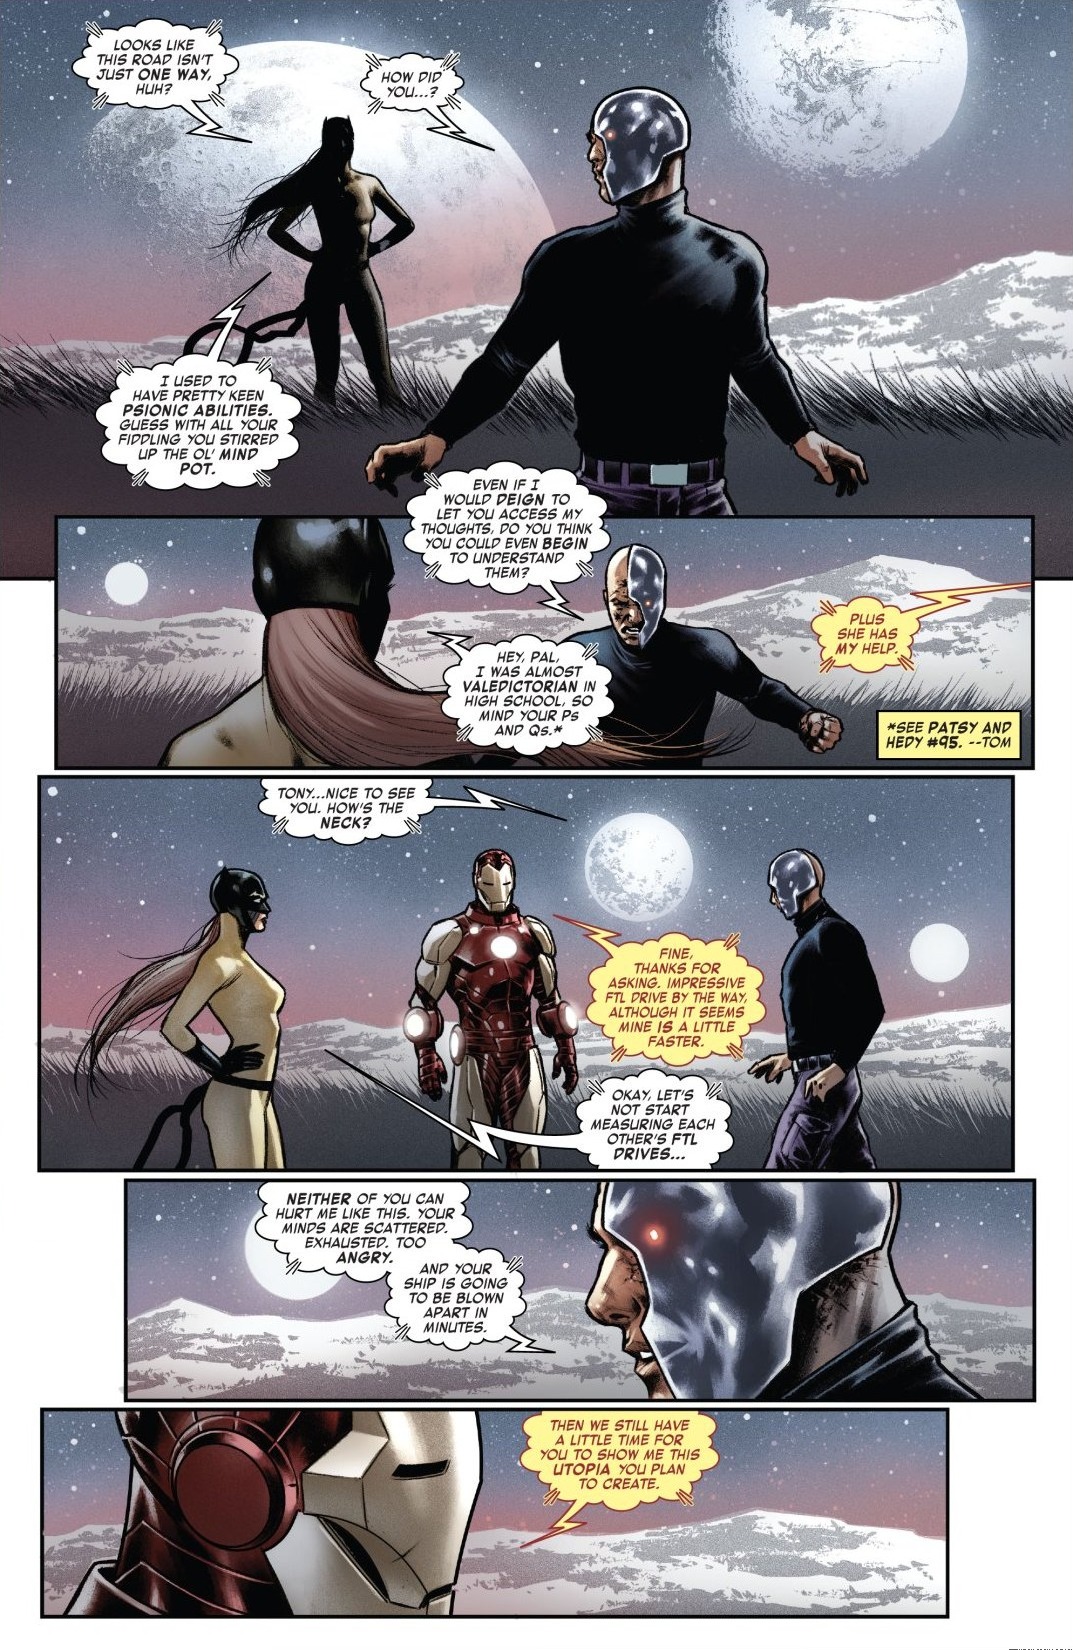 LOOKS LIKE
THIS ROAD ISN'T
JUST ONE WAY,
HUH?
HOW DID
YOU...?
I USED TO
HAVE PRETTY KEEN
PSIONIC ABILITIES.
GUESS WITH ALL YOUR
FIDDLING YOU STIRRED
UP THE OL' MIND
POT.
EVEN IF I
WOULD DEIGN TO
LET YOU ACCESS MY
THOUGHTS, DO YOU THINK
YOU COULD EVEN BEGIN
TO UNDERSTAND
THEM?
HEY, PAL,
I WAS ALMOST
VALEDICTORIAN IN
HIGH SCHOOL, SO
MIND YOUR Ps
AND Qs.*
PLUS
SHE HAS
MY HELP.
*SEE PATSY AND
HEDY #95. --TOM
TONY...NICE TO SEE
YOU. HOW'S THE
NECK?
FINE,
THANKS FOR
ASKING. IMPRESSIVE
FTL DRIVE BY THE WAY,
ALTHOUGH IT SEEMS
MINE IS A LITTLE
FASTER.
OKAY, LET'S
NOT START
MEASURING EACH
OTHER'S FTL
DRIVES...
NEITHER OF YOU CAN
HURT ME LIKE THIS. YOUR
MINDS ARE SCATTERED.
EXHAUSTED. TOO
ANGRY.
AND YOUR
SHIP IS GOING
TO BE BLOWN
APART IN
MINUTES.
THEN WE STILL HAVE
A LITTLE TIME FOR
YOU TO SHOW ME THIS
UTOPIA YOU PLAN
TO CREATE.